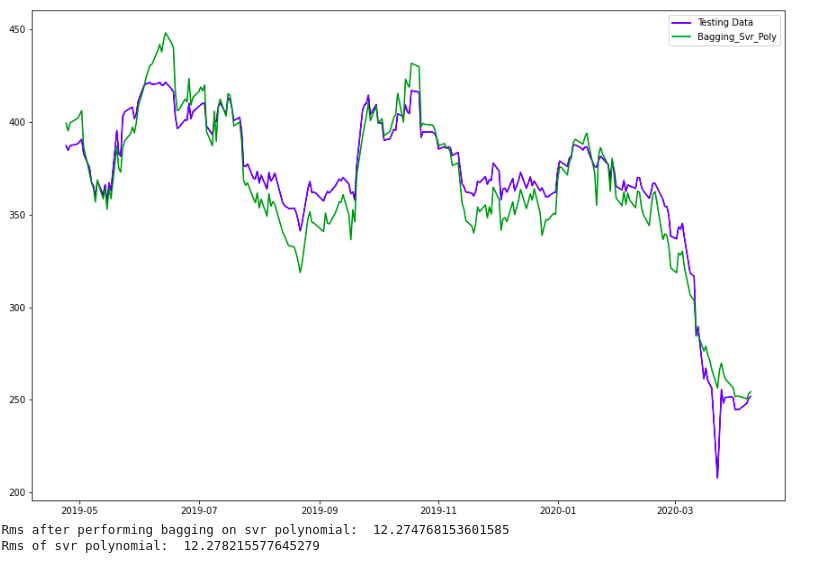 Testing Data
Bagging_Svr_Poly
450
400
350
300
250
200
2019-05 2019-07 2019-09 2019-11 2020-01 2020-03
Rms after performing bagging on svr polynomial:  12.274768153601585
Rms of svr polynomial:  12.278215577645279